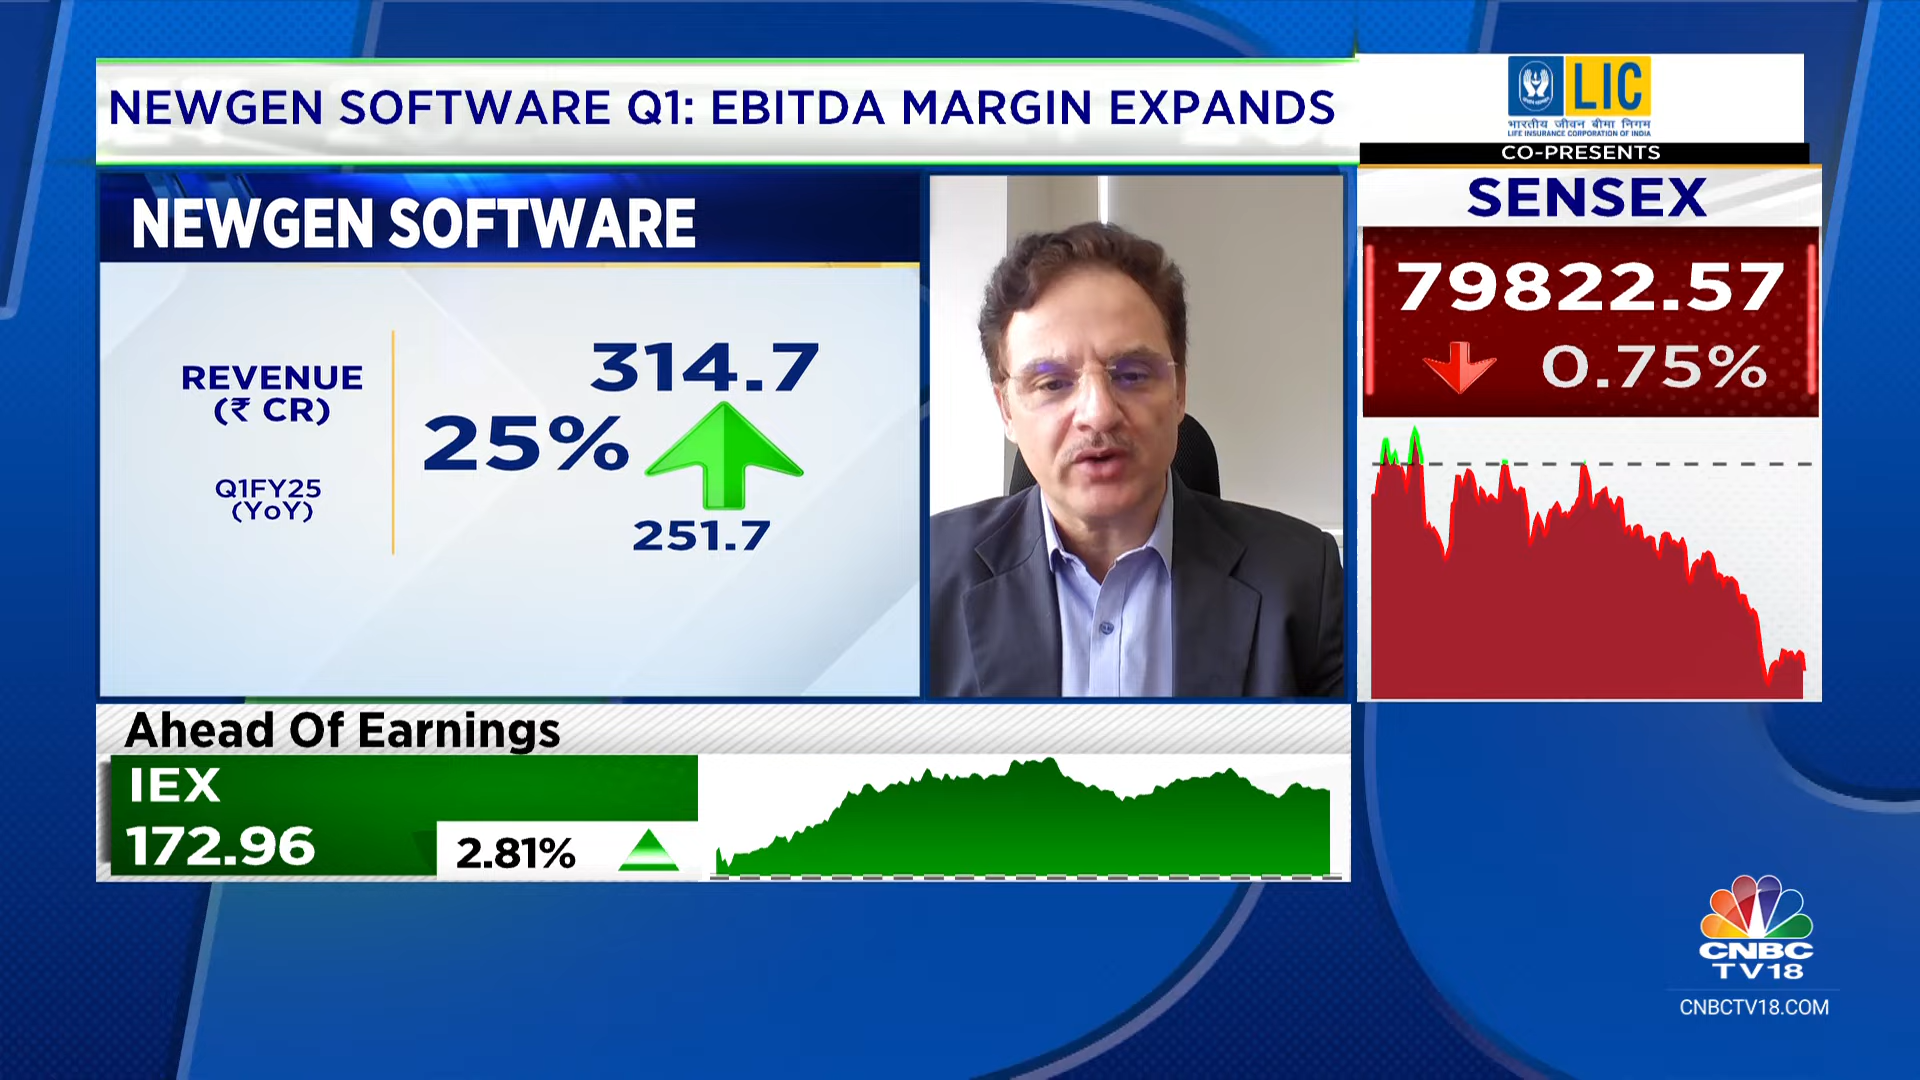 NEWGEN SOFTWARE Q1: EBITDA MARGIN EXPANDS
LIC
भारतीय जीवन बीमा निगम
LIFE INSURANCE CORPORATION OF INDIA
CO-PRESENTS
NEWGEN SOFTWARE
REVENUE
(₹ CR)
Q1FY25
(YoY)
314.7
25%
251.7
SENSEX
79822.57
0.75%
Ahead Of Earnings
IEX
172.96
2.81%
CNBC
TV18
CNBCTV18.COM